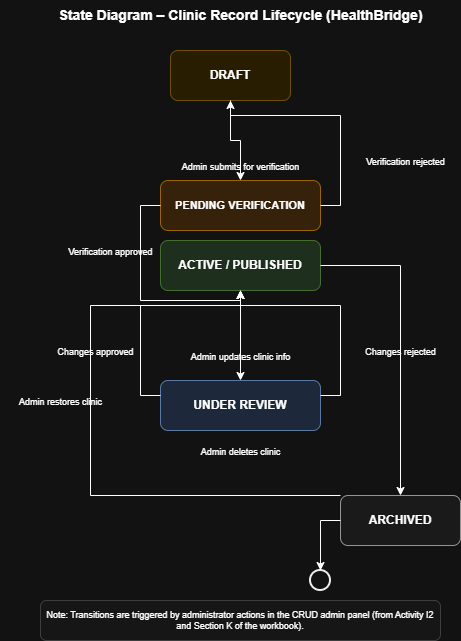 State Diagram – Clinic Record Lifecycle (HealthBridge)
DRAFT
Admin submits for verification
Verification rejected
PENDING VERIFICATION
Verification approved
ACTIVE / PUBLISHED
Changes approved
Admin updates clinic info
Changes rejected
Admin restores clinic
UNDER REVIEW
Admin deletes clinic
ARCHIVED
Note: Transitions are triggered by administrator actions in the CRUD admin panel (from Activity I2
and Section K of the workbook).